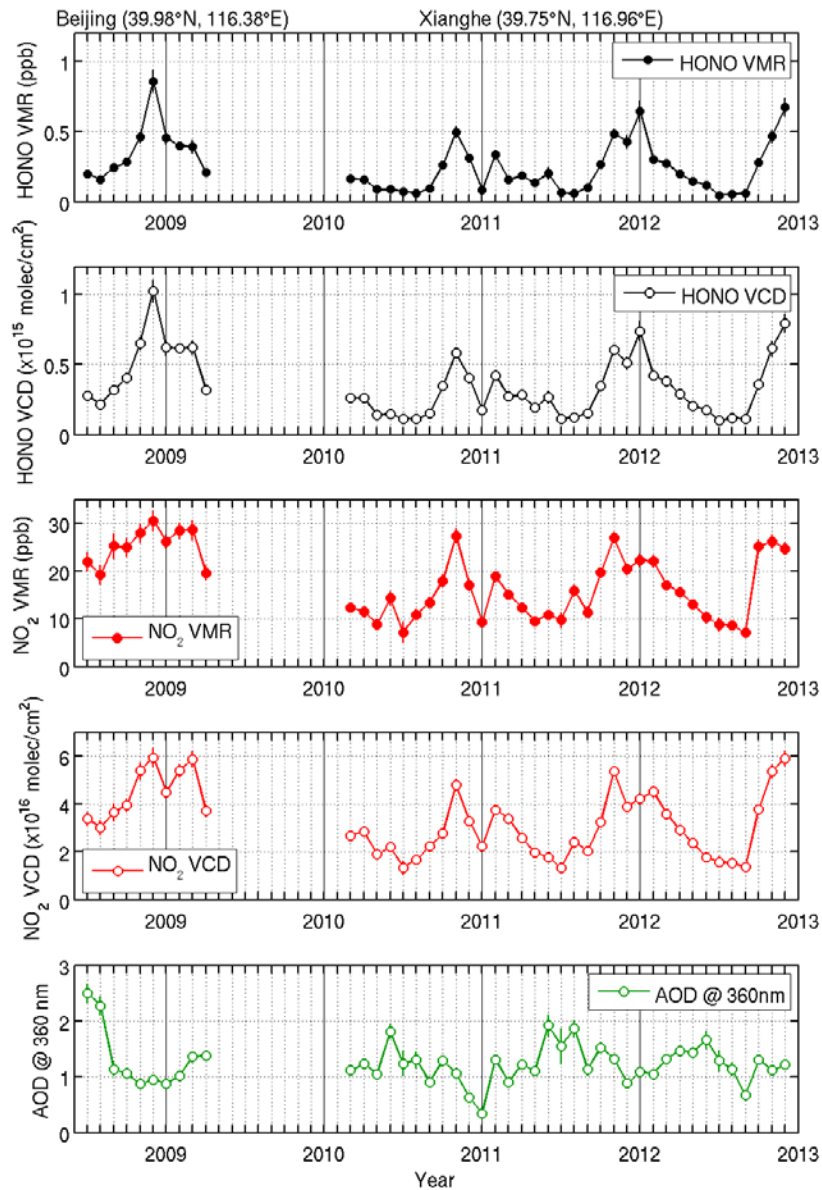 Beijing (39.98°N, 116.38°E) Xianghe (39.75°N, 116.96°E)
HONO VMR (ppb)
1
0.5
0
HONO VMR
2009 2010 2011 2012 2013
HONO VCD (x10¹⁵ molec/cm²)
1
0.5
0
HONO VCD
2009 2010 2011 2012 2013
NO₂ VMR (ppb)
30
20
10
0
NO₂ VMR
2009 2010 2011 2012 2013
NO₂ VCD (x10¹⁶ molec/cm²)
6
4
2
0
NO₂ VCD
2009 2010 2011 2012 2013
AOD @ 360 nm
3
2
1
0
AOD @ 360nm
2009 2010 2011 2012 2013
Year